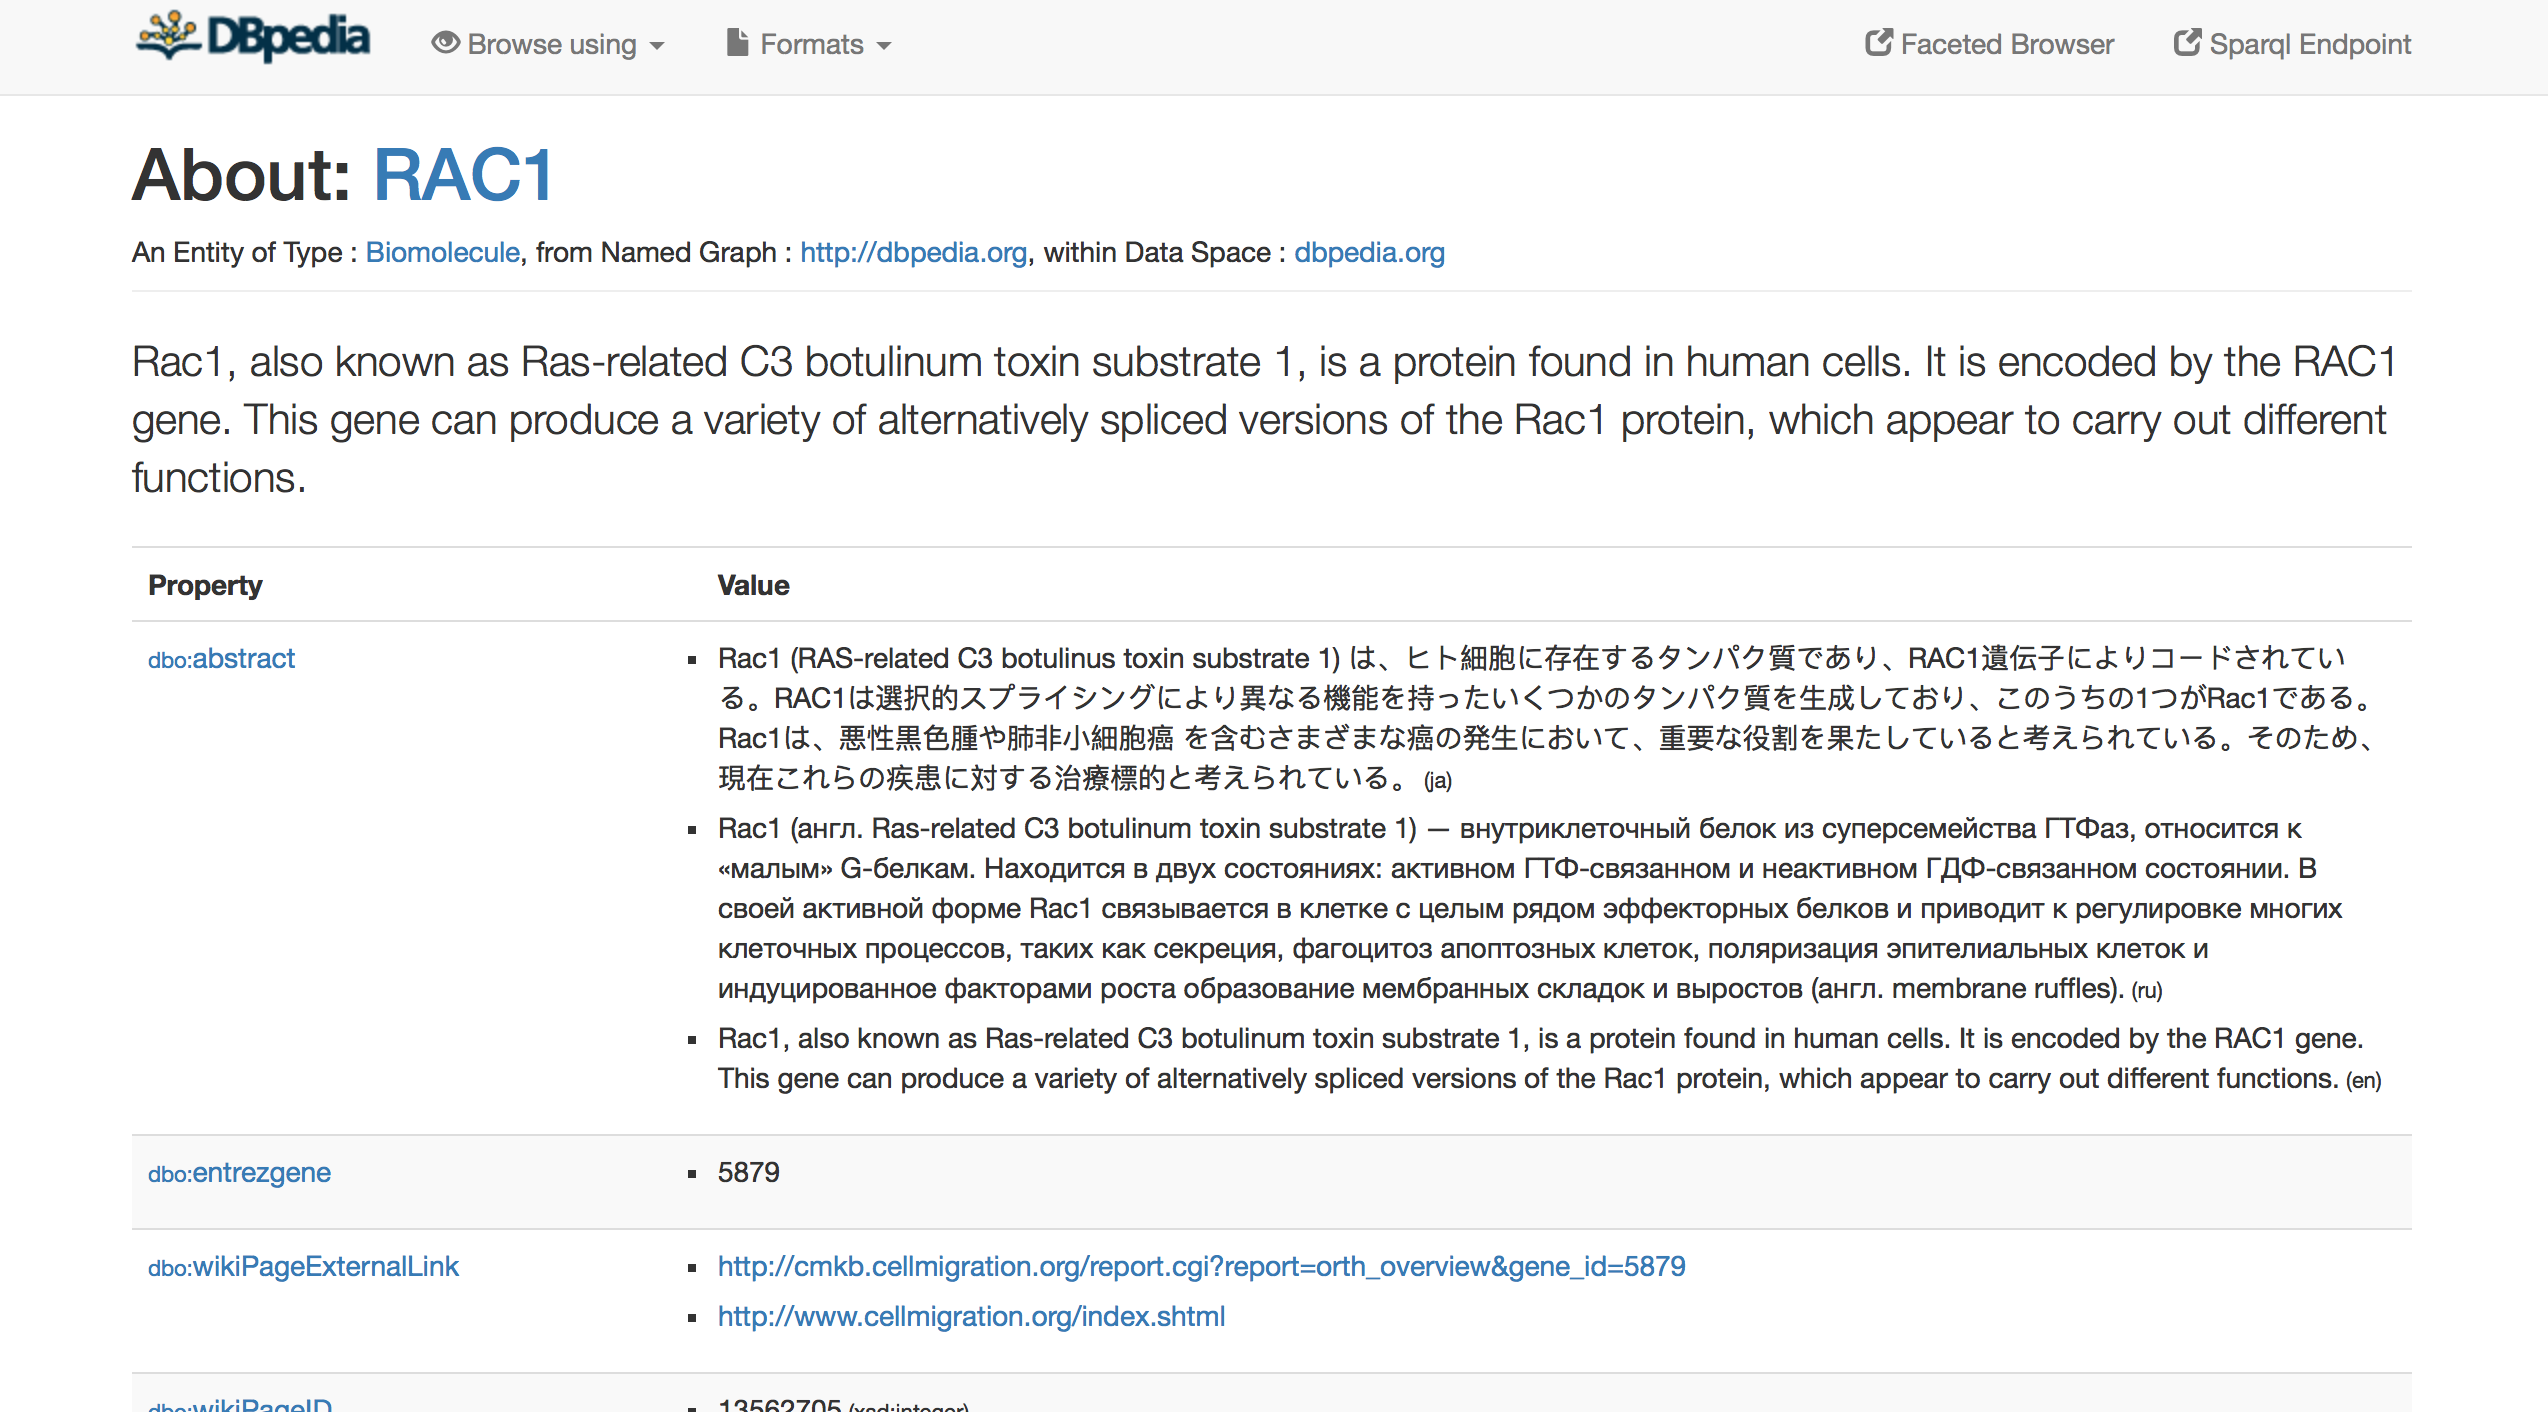 DBpedia Browse using Formats Faceted Browser Sparql Endpoint
About: RAC1
An Entity of Type : Biomolecule, from Named Graph : http://dbpedia.org, within Data Space : dbpedia.org
Rac1, also known as Ras-related C3 botulinum toxin substrate 1, is a protein found in human cells. It is encoded by the RAC1
gene. This gene can produce a variety of alternatively spliced versions of the Rac1 protein, which appear to carry out different
functions.
Property Value
dbo:abstract
Rac1 (RAS-related C3 botulinus toxin substrate 1) は、ヒト細胞に存在するタンパク質であり、RAC1遺伝子によりコードされてい
る。RAC1は選択的スプライシングにより異なる機能を持ったいくつかのタンパク質を生成しており、このうちの1つがRac1である。
Rac1は、悪性黒色腫や肺非小細胞癌 を含むさまざまな癌の発生において、重要な役割を果たしていると考えられている。そのため、
現在これらの疾患に対する治療標的と考えられている。 (ja)
Rac1 (англ. Ras-related C3 botulinum toxin substrate 1) — внутриклеточный белок из суперсемейства ГТФаз, относится к
«малым» G-белкам. Находится в двух состояниях: активном ГТФ-связанном и неактивном ГДФ-связанном состоянии. В
своей активной форме Rac1 связывается в клетке с целым рядом эффекторных белков и приводит к регулировке многих
клеточных процессов, таких как секреция, фагоцитоз апоптозных клеток, поляризация эпителиальных клеток и
индуцированное факторами роста образование мембранных складок и выростов (англ. membrane ruffles). (ru)
Rac1, also known as Ras-related C3 botulinum toxin substrate 1, is a protein found in human cells. It is encoded by the RAC1 gene.
This gene can produce a variety of alternatively spliced versions of the Rac1 protein, which appear to carry out different functions. (en)
dbo:entrezgene 5879
dbo:wikiPageExternalLink
http://cmkb.cellmigration.org/report.cgi?report=orth_overview&gene_id=5879
http://www.cellmigration.org/index.shtml
dbo:wikiPageID 13562705 (xsd:integer)